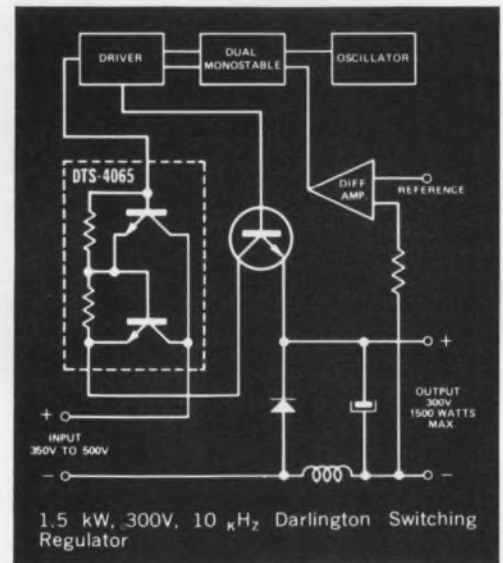 DRIVER
DUAL
MONOSTABLE
OSCILLATOR
DTS-4065
DIFF
AMP.
REFERENCE
+
INPUT
350V TO 500V
-
+
OUTPUT
300V
1500 WATTS
MAX
-
1.5 kW, 300V, 10 KHZ Darlington Switching
Regulator